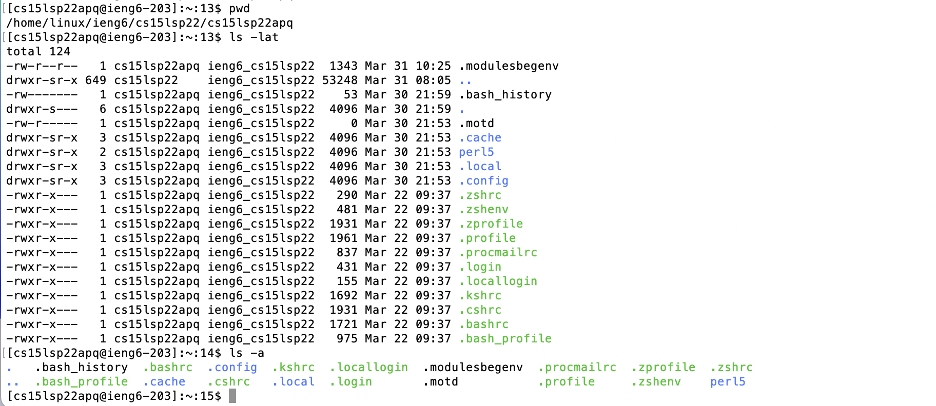 [[cs15lsp22apq@ieng6-203]:~:13$ pwd
/home/linux/ieng6/cs15lsp22/cs15lsp22apq
[[cs15lsp22apq@ieng6-203]:~:13$ ls -lat
total 124
-rw-r--r-- 1 cs15lsp22apq ieng6_cs15lsp22 1343 Mar 31 10:25 .modulesbegenv
drwxr-sr-x 649 cs15lsp22 ieng6_cs15lsp22 53248 Mar 31 08:05 ..
-rw------- 1 cs15lsp22apq ieng6_cs15lsp22 53 Mar 30 21:59 .bash_history
drwxr-s--- 6 cs15lsp22apq ieng6_cs15lsp22 4096 Mar 30 21:59 .
-rw-r----- 1 cs15lsp22apq ieng6_cs15lsp22 0 Mar 30 21:53 .motd
drwxr-sr-x 3 cs15lsp22apq ieng6_cs15lsp22 4096 Mar 30 21:53 .cache
drwxr-sr-x 2 cs15lsp22apq ieng6_cs15lsp22 4096 Mar 30 21:53 perl5
drwxr-sr-x 3 cs15lsp22apq ieng6_cs15lsp22 4096 Mar 30 21:53 .local
drwxr-sr-x 3 cs15lsp22apq ieng6_cs15lsp22 4096 Mar 30 21:53 .config
-rwxr-x--- 1 cs15lsp22apq ieng6_cs15lsp22 290 Mar 22 09:37 .zshrc
-rwxr-x--- 1 cs15lsp22apq ieng6_cs15lsp22 481 Mar 22 09:37 .zshenv
-rwxr-x--- 1 cs15lsp22apq ieng6_cs15lsp22 1931 Mar 22 09:37 .zprofile
-rwxr-x--- 1 cs15lsp22apq ieng6_cs15lsp22 1961 Mar 22 09:37 .profile
-rwxr-x--- 1 cs15lsp22apq ieng6_cs15lsp22 837 Mar 22 09:37 .procmailrc
-rwxr-x--- 1 cs15lsp22apq ieng6_cs15lsp22 431 Mar 22 09:37 .login
-rwxr-x--- 1 cs15lsp22apq ieng6_cs15lsp22 155 Mar 22 09:37 .locallogin
-rwxr-x--- 1 cs15lsp22apq ieng6_cs15lsp22 1692 Mar 22 09:37 .kshrc
-rwxr-x--- 1 cs15lsp22apq ieng6_cs15lsp22 1931 Mar 22 09:37 .cshrc
-rwxr-x--- 1 cs15lsp22apq ieng6_cs15lsp22 1721 Mar 22 09:37 .bashrc
-rwxr-x--- 1 cs15lsp22apq ieng6_cs15lsp22 975 Mar 22 09:37 .bash_profile
[[cs15lsp22apq@ieng6-203]:~:14$ ls -a
. .bash_history .bashrc .config .kshrc .locallogin .modulesbegenv .procmailrc .zprofile .zshrc
.. .bash_profile .cache .cshrc .local .login .motd .profile .zshenv perl5
[cs15lsp22apq@ieng6-203]:~:15$